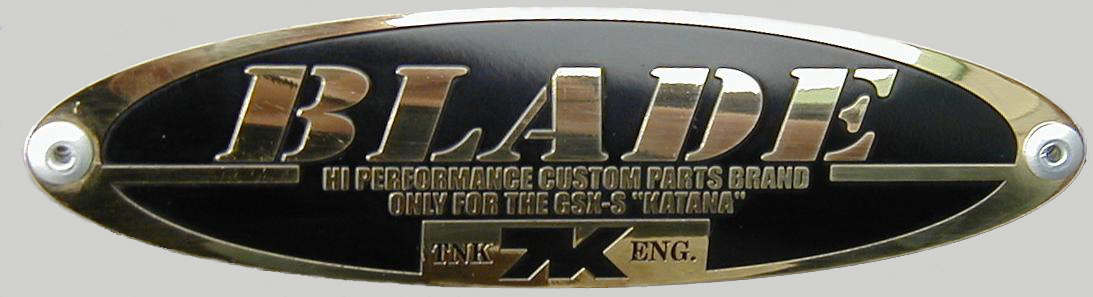 BLADE
HI PERFORMANCE CUSTOM PARTS BRAND
ONLY FOR THE GSX-S "KATANA"
TNK K ENG.